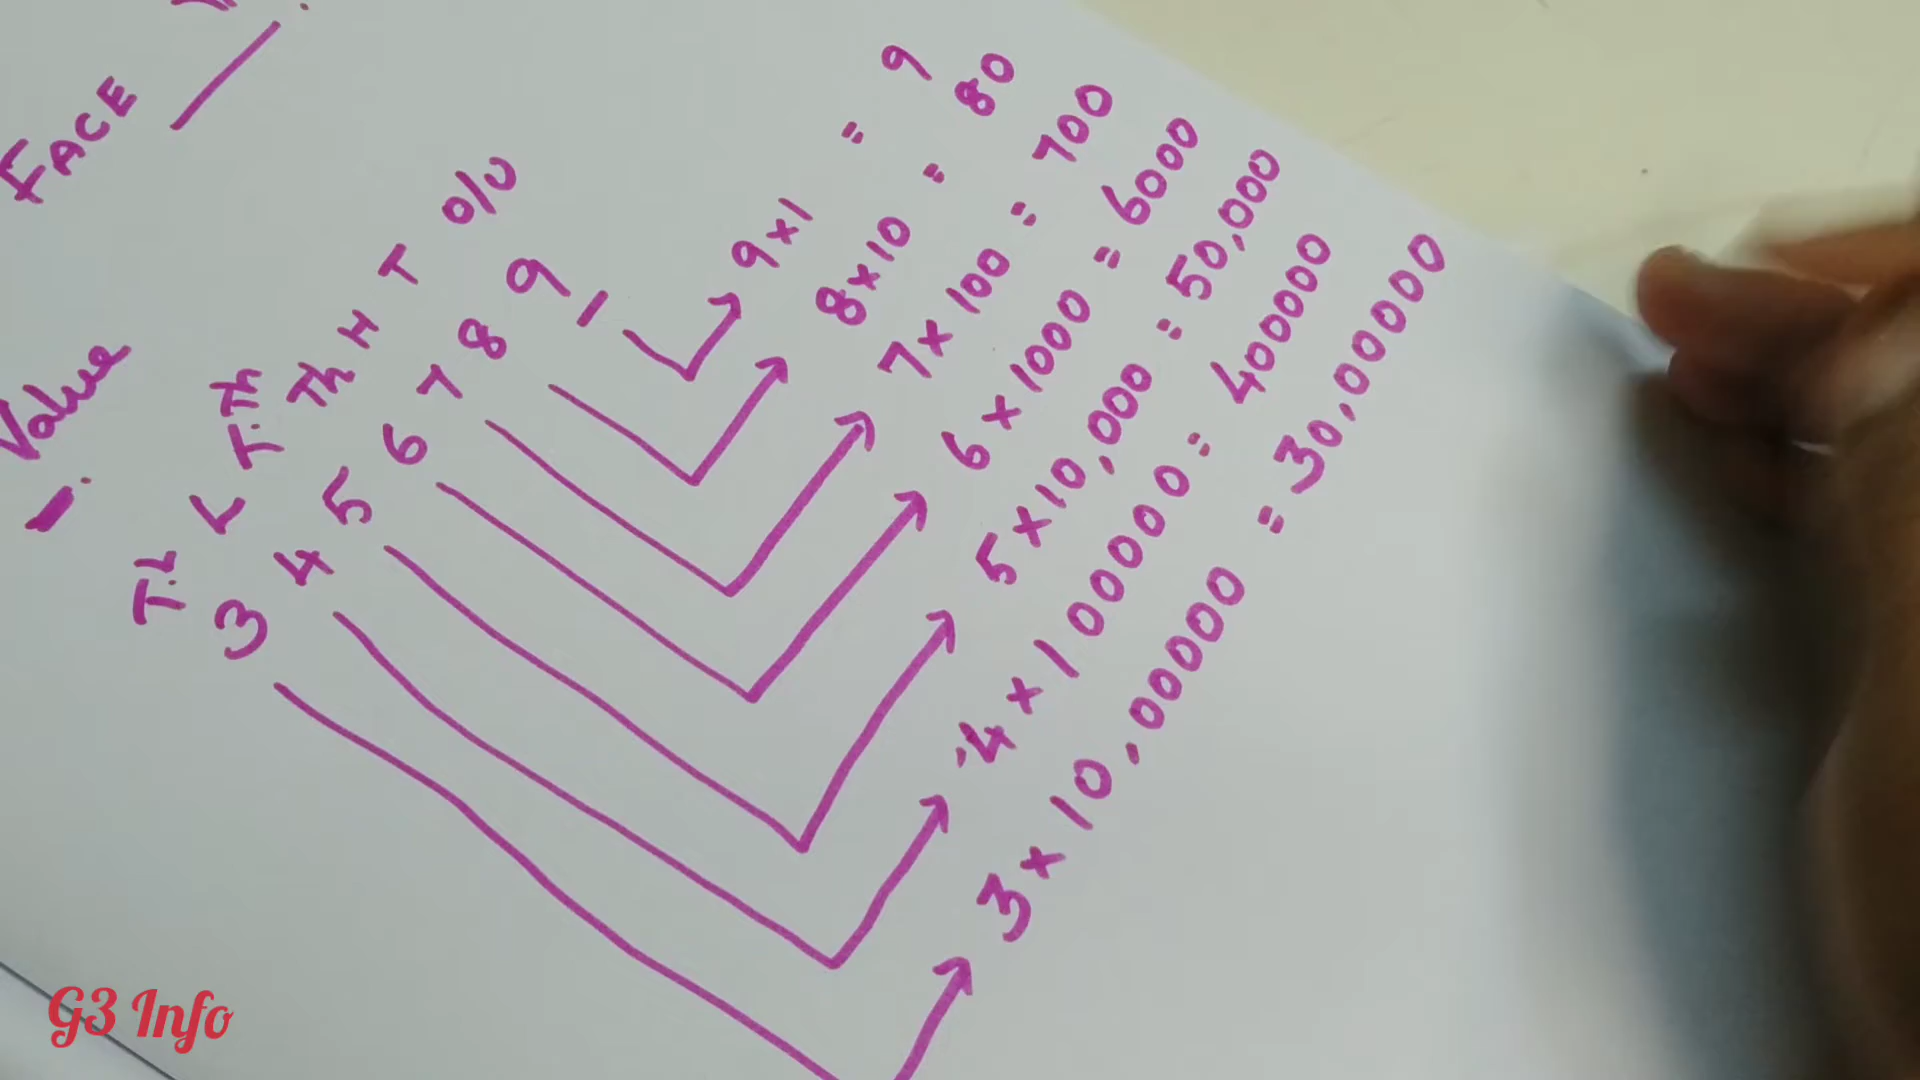 FACE
Value
T.L L T.Th Th H T O/U
3 4 5 6 7 8 9
9×1 = 9
8×10 = 80
7×100 = 700
6×1000 = 6000
5×10,000 = 50,000
4×100000 = 400000
3×10,00000 = 30,00000
G3 Info